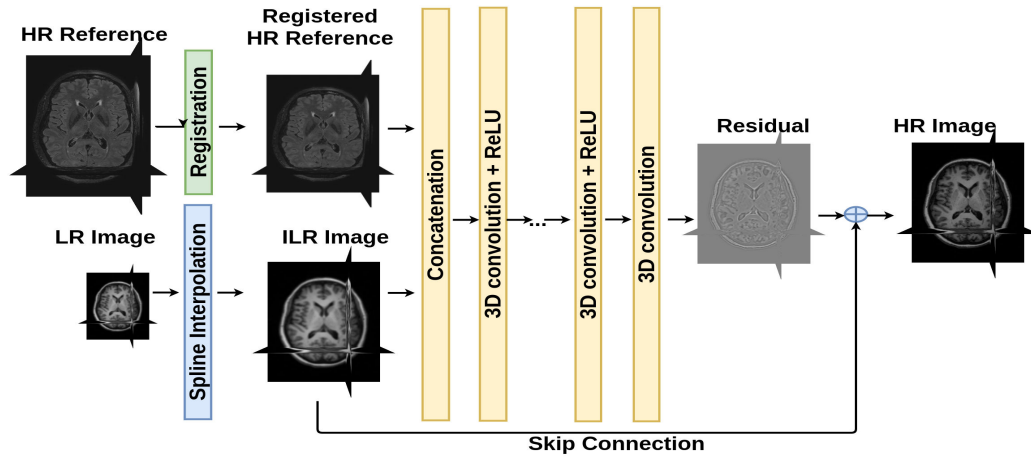 HR Reference
Registration
Registered
HR Reference
LR Image
Spline Interpolation
ILR Image
Concatenation
3D convolution + ReLU
...
3D convolution + ReLU
3D convolution
Residual
HR Image
Skip Connection